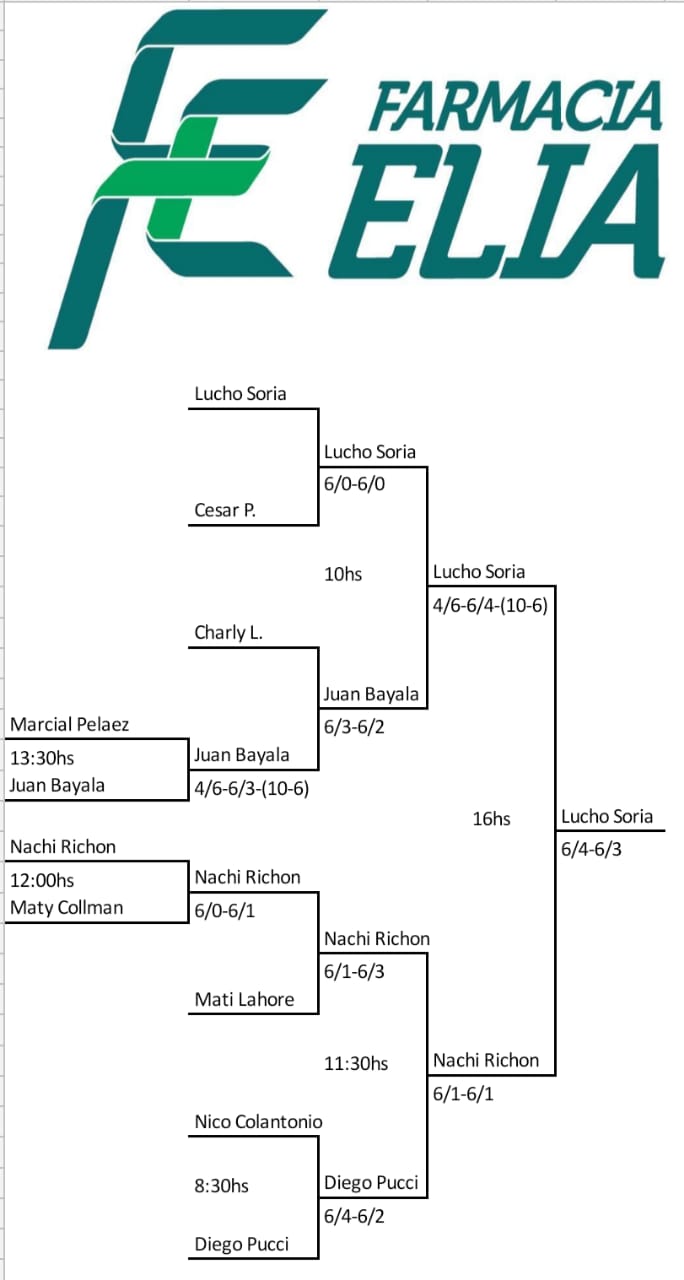 FARMACIA
ELIA
Lucho Soria
Lucho Soria
6/0-6/0
Cesar P.
10hs
Lucho Soria
4/6-6/4-(10-6)
Charly L.
Juan Bayala
6/3-6/2
Marcial Pelaez
13:30hs
Juan Bayala
Juan Bayala
4/6-6/3-(10-6)
16hs
Lucho Soria
6/4-6/3
Nachi Richon
12:00hs
Maty Collman
Nachi Richon
6/0-6/1
Nachi Richon
6/1-6/3
Mati Lahore
11:30hs
Nachi Richon
6/1-6/1
Nico Colantonio
8:30hs
Diego Pucci
6/4-6/2
Diego Pucci